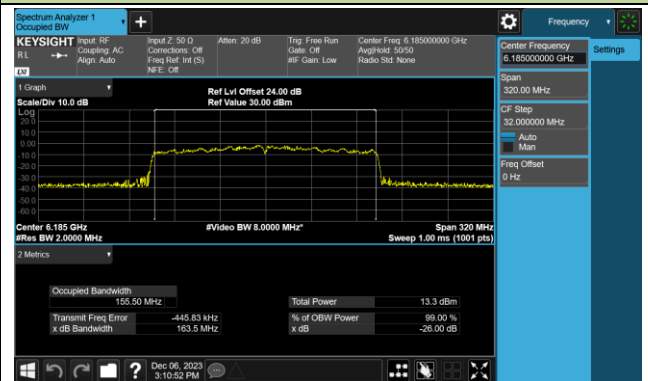 Spectrum Analyzer 1
Occupied BW
+
Frequency
KEYSIGHT
RL
LXI
Input: RF
Coupling: AC
Align: Auto
Input Z: 50 Ω
Corrections: Off
Freq Ref: Int (S)
NFE: Off
Atten: 20 dB
Trig: Free Run
Gate: Off
#IF Gain: Low
Center Freq: 6.185000000 GHz
Avg|Hold: 50/50
Radio Std: None
Center Frequency
6.185000000 GHz
Settings
Span
320.00 MHz
CF Step
32.000000 MHz
Auto
Man
Freq Offset
0 Hz
1 Graph
Scale/Div 10.0 dB
Ref Lvl Offset 24.00 dB
Ref Value 30.00 dBm
Log
20.0
10.0
0.00
-10.0
-20.0
-30.0
-40.0
-50.0
-60.0
Center 6.185 GHz
#Res BW 2.0000 MHz
#Video BW 8.0000 MHz*
Span 320 MHz
Sweep 1.00 ms (1001 pts)
2 Metrics
Occupied Bandwidth
155.50 MHz
Transmit Freq Error -445.83 kHz
x dB Bandwidth 163.5 MHz
Total Power 13.3 dBm
% of OBW Power 99.00 %
x dB -26.00 dB
?
Dec 06, 2023
3:10:52 PM